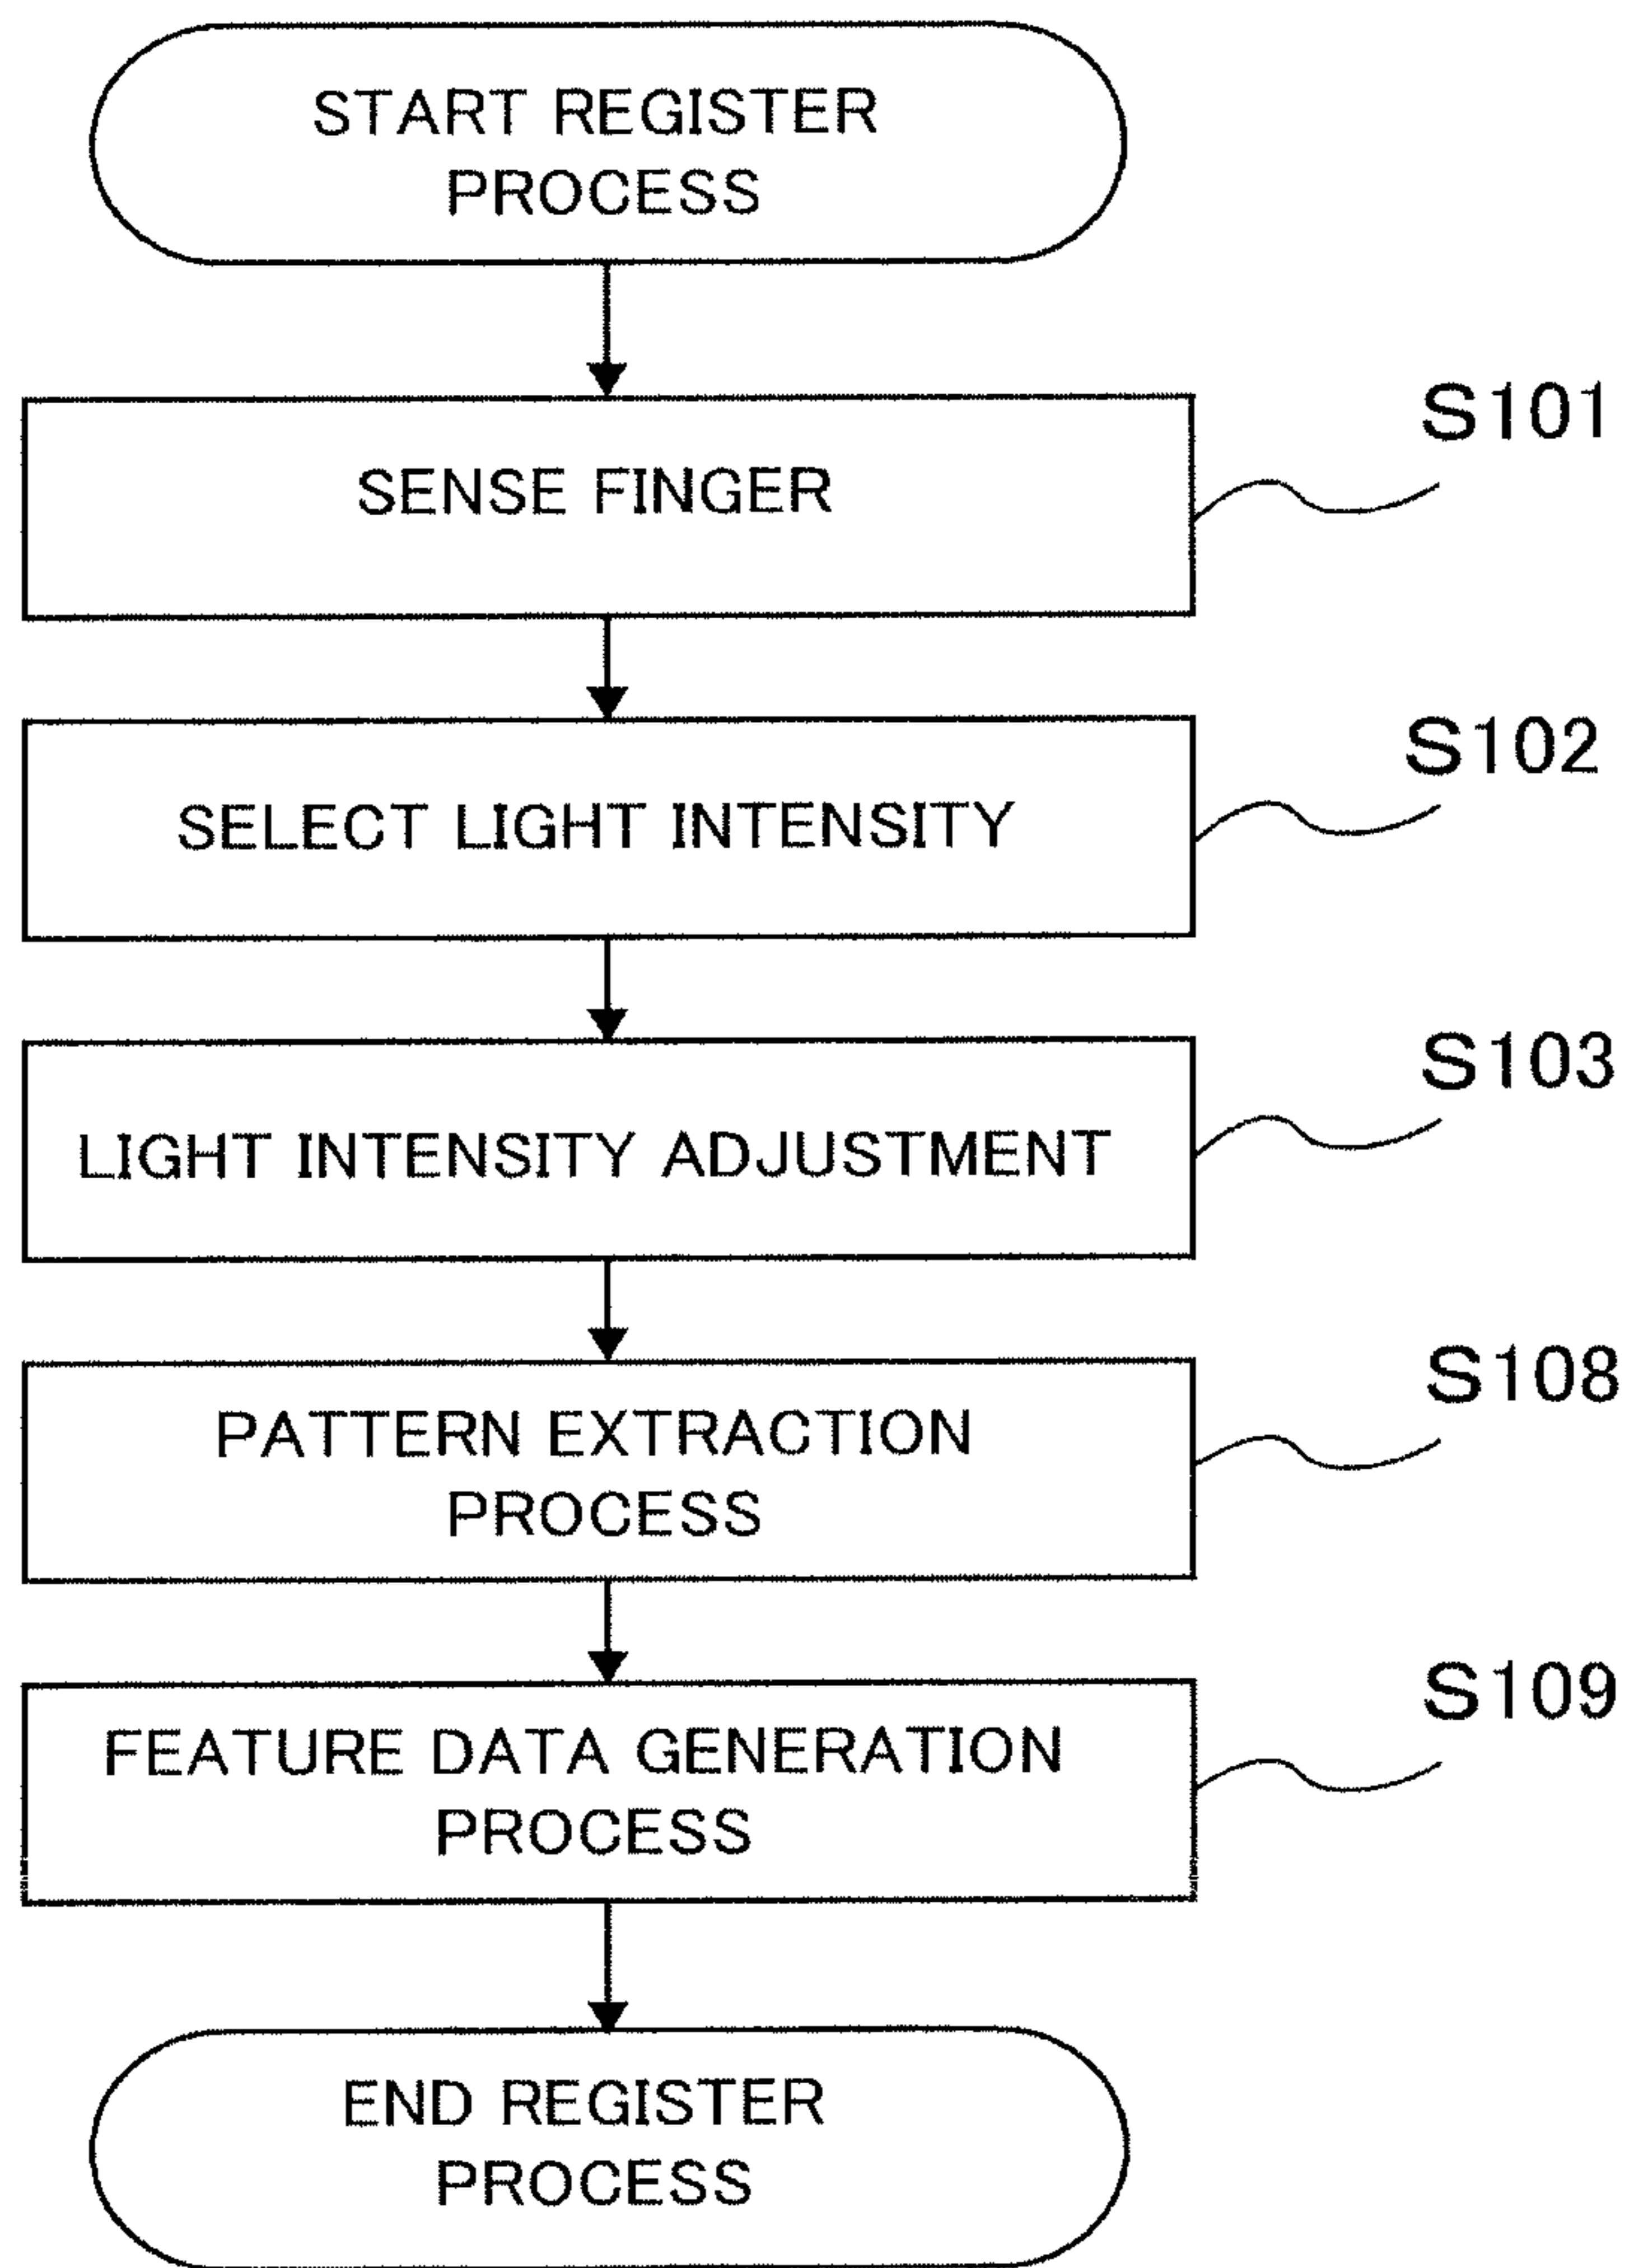 START REGISTER
PROCESS
S101
SENSE FINGER
S102
SELECT LIGHT INTENSITY
S103
LIGHT INTENSITY ADJUSTMENT
S108
PATTERN EXTRACTION
PROCESS
S109
FEATURE DATA GENERATION
PROCESS
END REGISTER
PROCESS